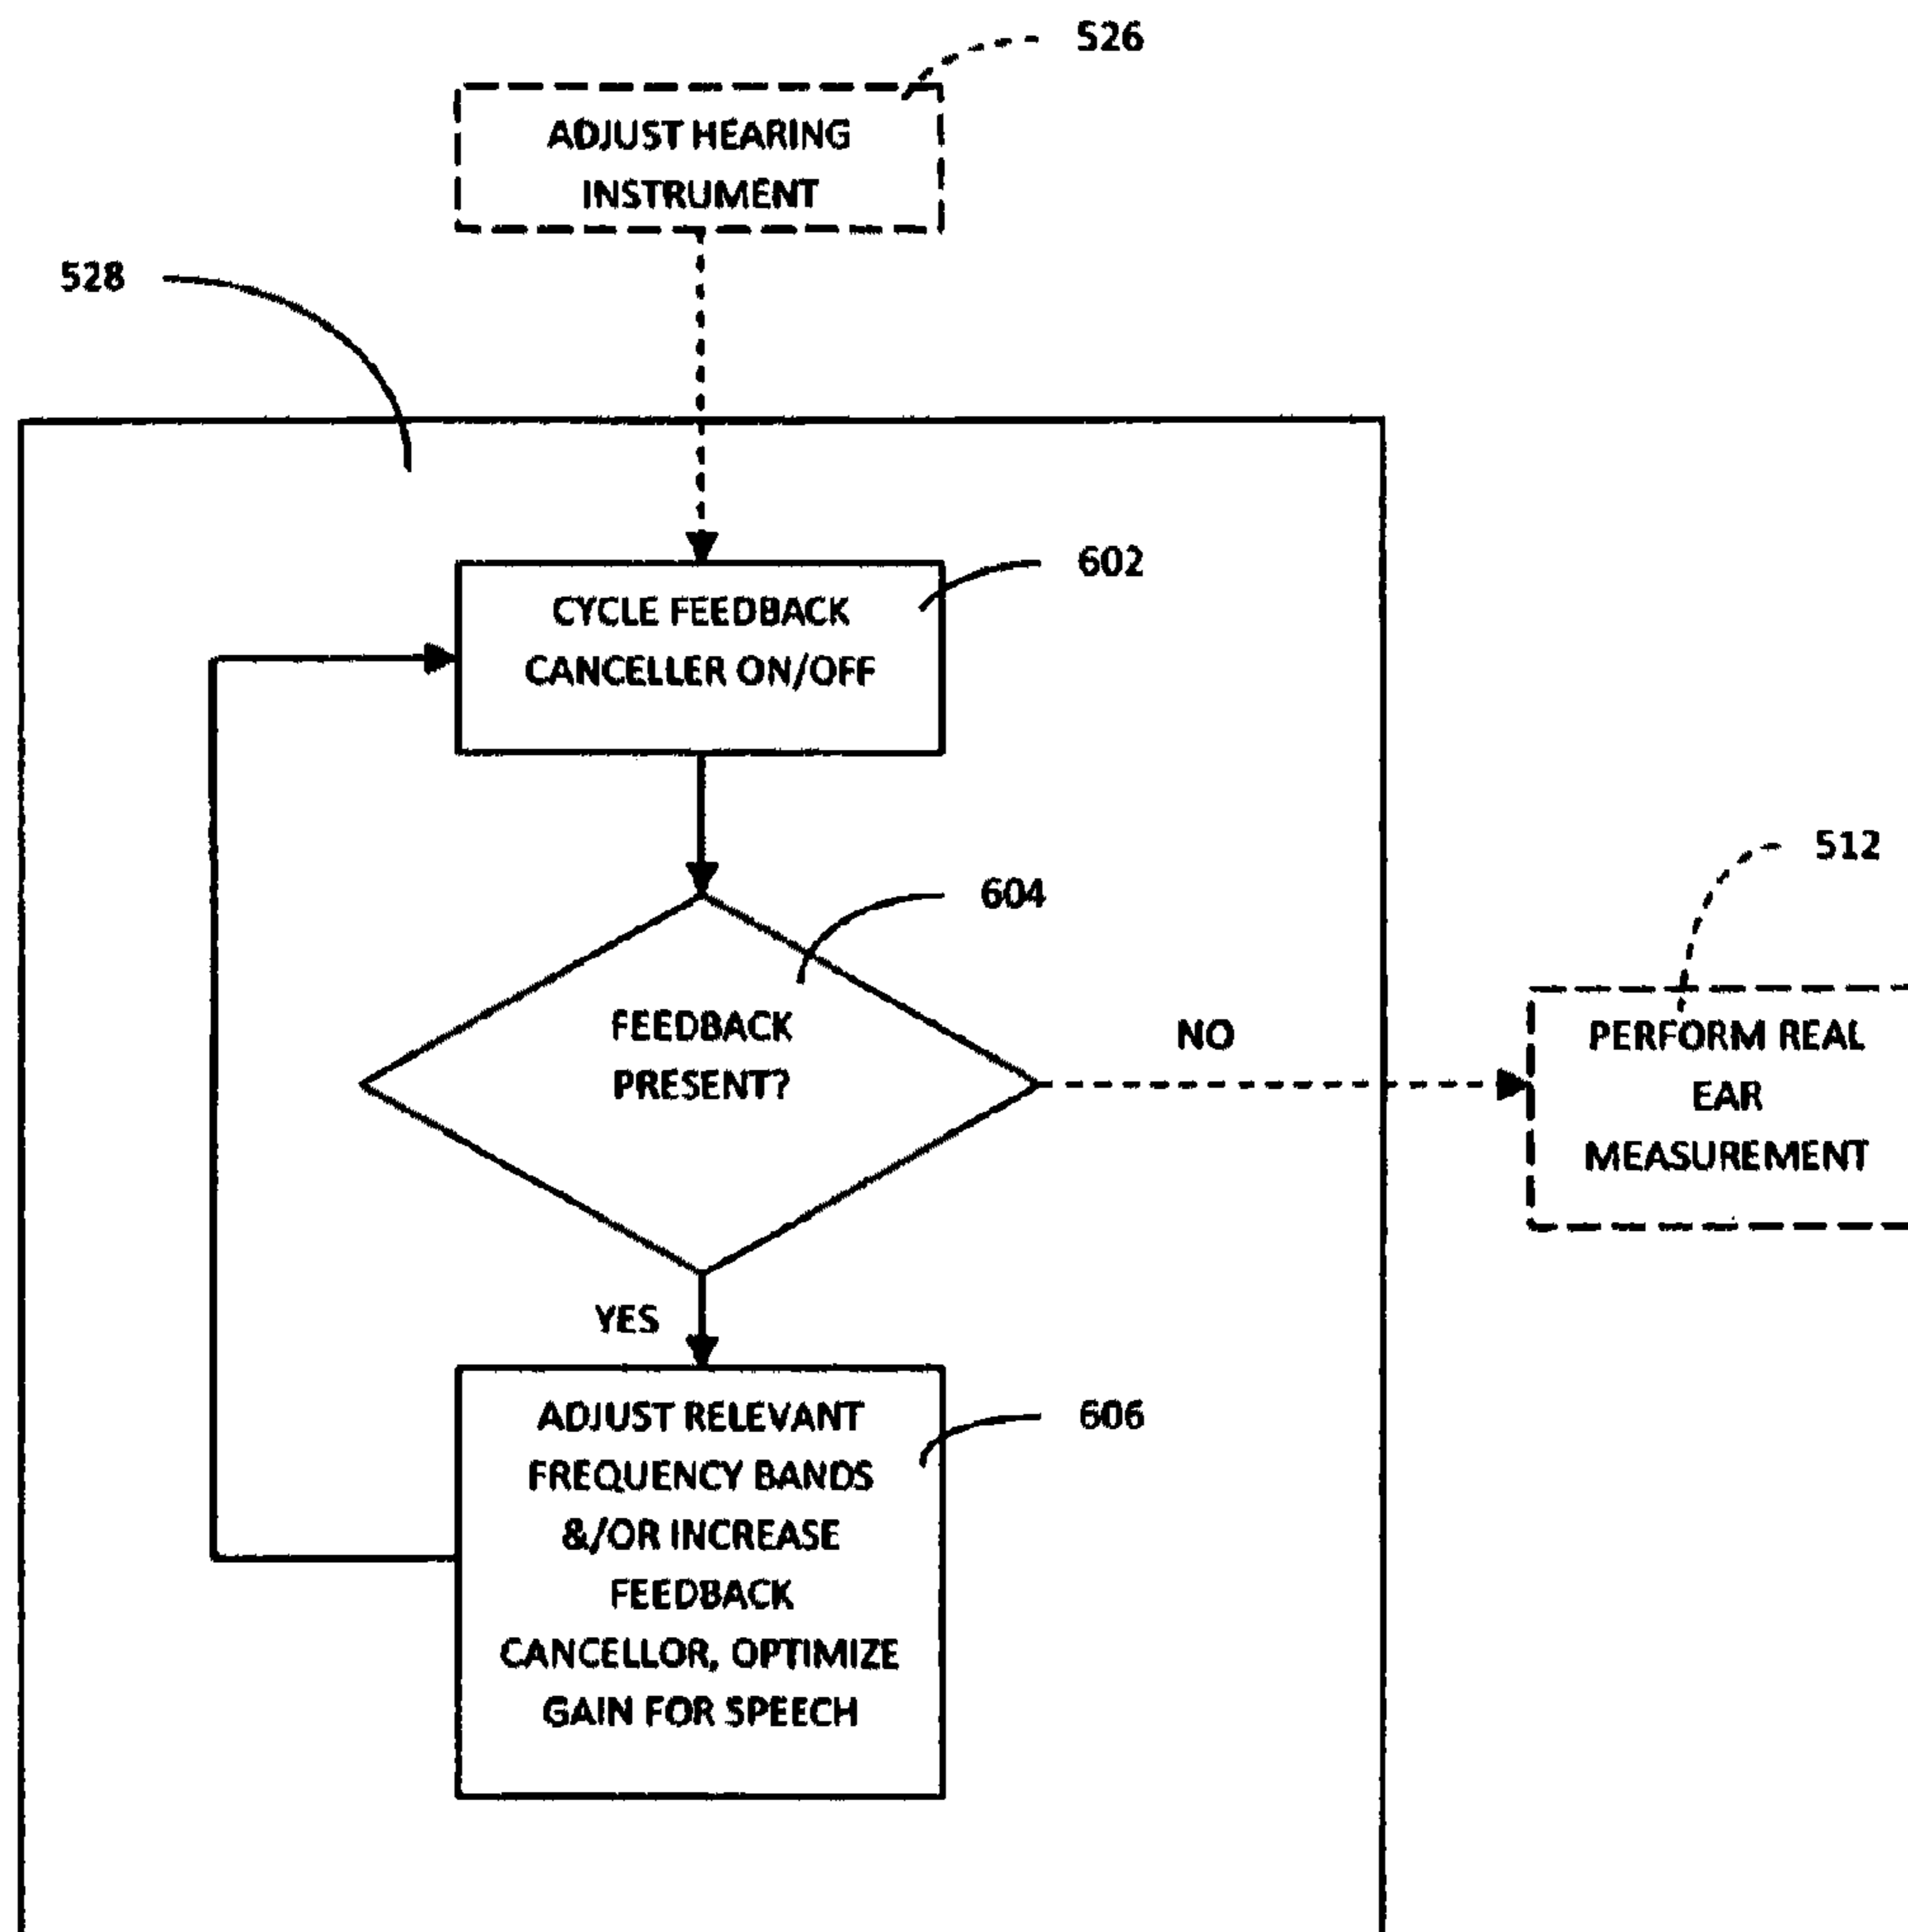 526
ADJUST HEARING
INSTRUMENT
528
602
CYCLE FEEDBACK
CANCELLER ON/OFF
604
FEEDBACK
PRESENT?
NO
512
PERFORM REAL
EAR
MEASUREMENT
YES
606
ADJUST RELEVANT
FREQUENCY BANDS
&/OR INCREASE
FEEDBACK
CANCELLOR, OPTIMIZE
GAIN FOR SPEECH